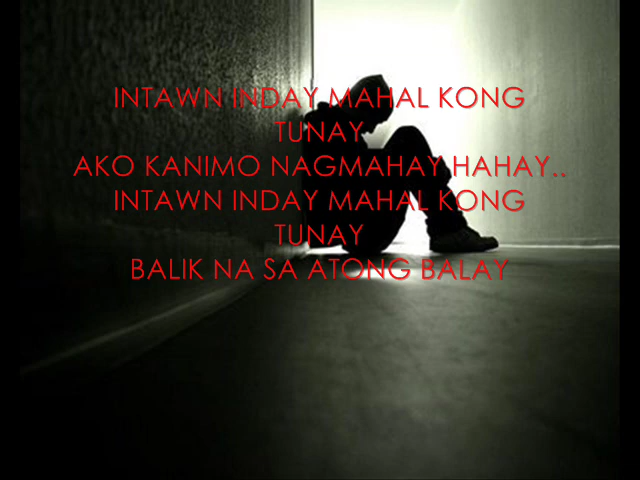 INTAWN INDAY MAHAL KONG
TUNAY
AKO KANIMO NAGMAHAY HAHAY..
INTAWN INDAY MAHAL KONG
TUNAY
BALIK NA SA ATONG BALAY